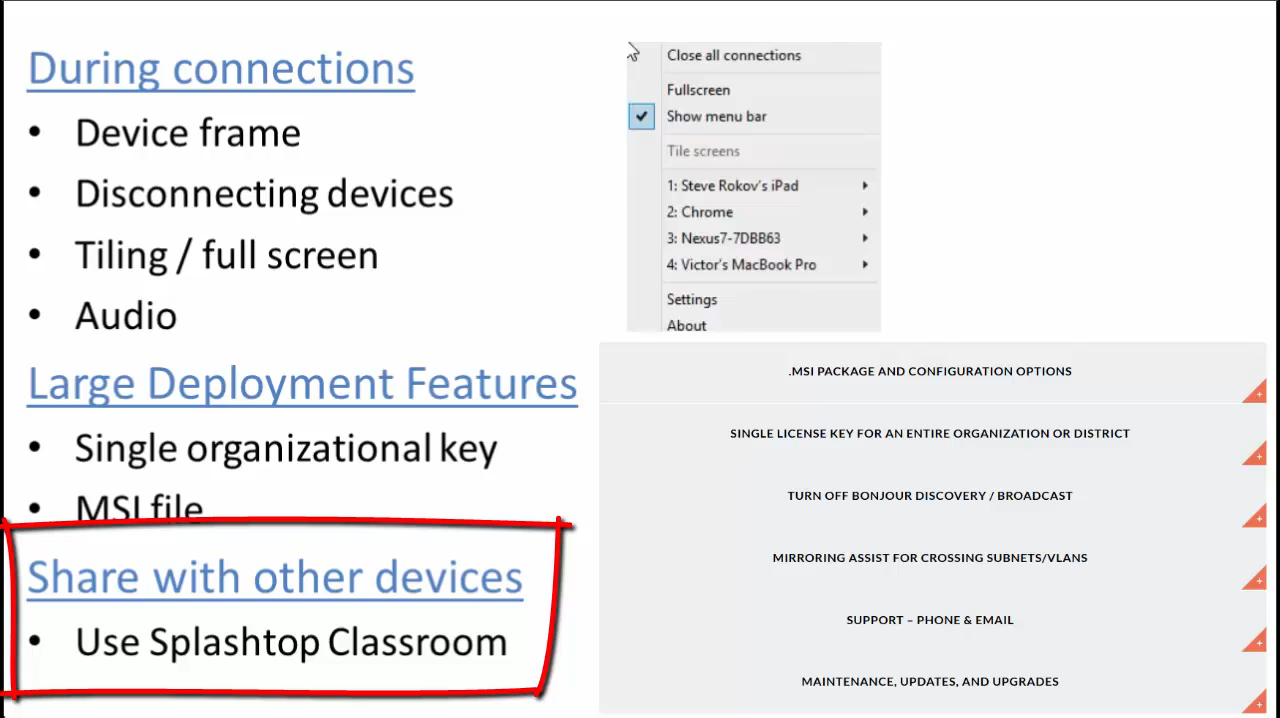 During connections
• Device frame
• Disconnecting devices
• Tiling / full screen
• Audio
Large Deployment Features
• Single organizational key
• MSI file
Share with other devices
• Use Splashtop Classroom
Close all connections
Fullscreen
Show menu bar
Tile screens
1: Steve Rokov's iPad
2: Chrome
3: Nexus7-7DBB63
4: Victor's MacBook Pro
Settings
About
.MSI PACKAGE AND CONFIGURATION OPTIONS
SINGLE LICENSE KEY FOR AN ENTIRE ORGANIZATION OR DISTRICT
TURN OFF BONJOUR DISCOVERY / BROADCAST
MIRRORING ASSIST FOR CROSSING SUBNETS/VLANS
SUPPORT – PHONE & EMAIL
MAINTENANCE, UPDATES, AND UPGRADES